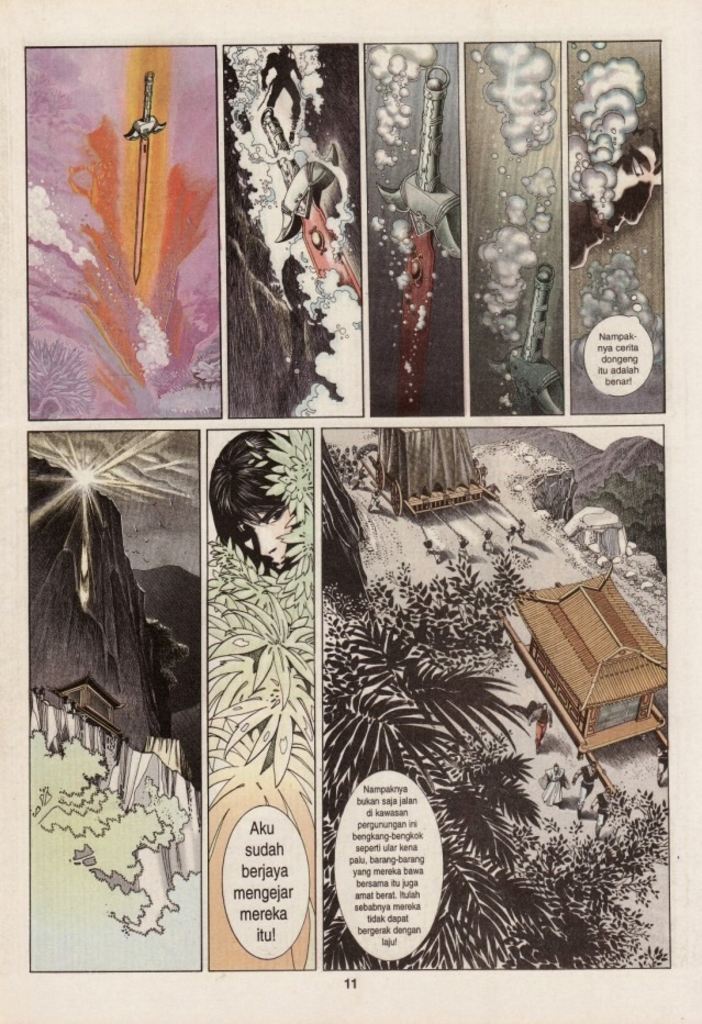 Nampak-
nya cerita
dongeng
itu adalah
benar!
Aku
sudah
berjaya
mengejar
mereka
itu!
Nampaknya
bukan saja jalan
di kawasan
pergunungan ini
bengkang-bengkok
seperti ular kena
palu, barang-barang
yang mereka bawa
bersama itu juga
amat berat. Itulah
sebabnya mereka
tidak dapat
bergerak dengan
laju!
11